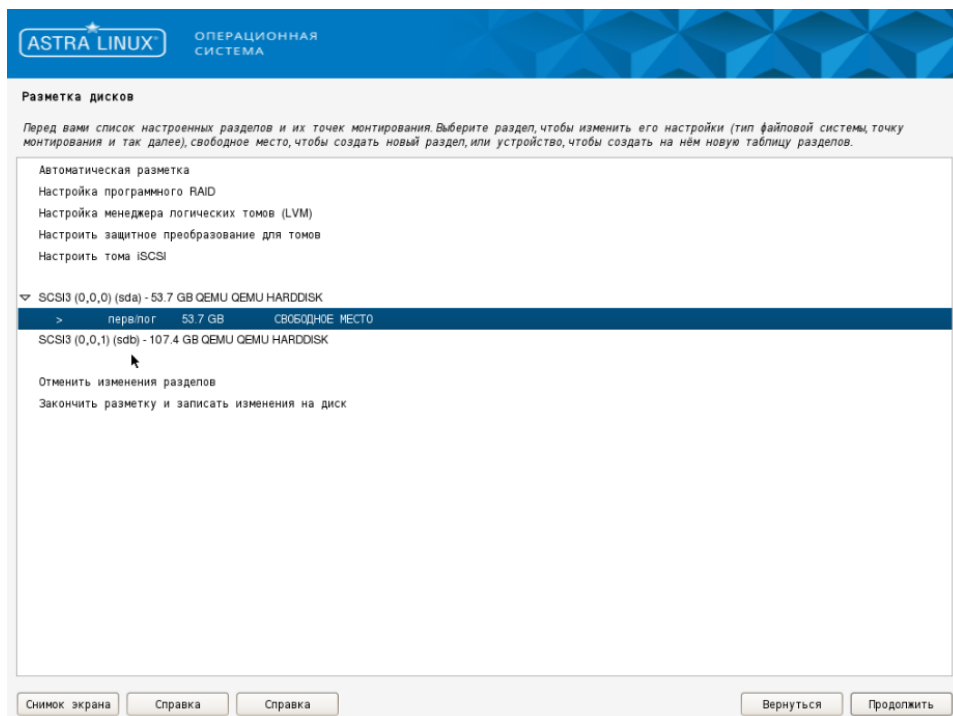 ASTRA LINUX®
ОПЕРАЦИОННАЯ
СИСТЕМА
Разметка дисков
Перед вами список настроенных разделов и их точек монтирования. Выберите раздел, чтобы изменить его настройки (тип файловой системы, точку
монтирования и так далее), свободное место, чтобы создать новый раздел, или устройство, чтобы создать на нём новую таблицу разделов.
Автоматическая разметка
Настройка программного RAID
Настройка менеджера логических томов (LVM)
Настроить защитное преобразование для томов
Настроить тома iSCSI
SCSI3 (0,0,0) (sda) - 53.7 GB QEMU QEMU HARDDISK
> перв/лог 53.7 GB СВОБОДНОЕ МЕСТО
SCSI3 (0,0,1) (sdb) - 107.4 GB QEMU QEMU HARDDISK
Отменить изменения разделов
Закончить разметку и записать изменения на диск
Снимок экрана Справка Справка Вернуться Продолжить